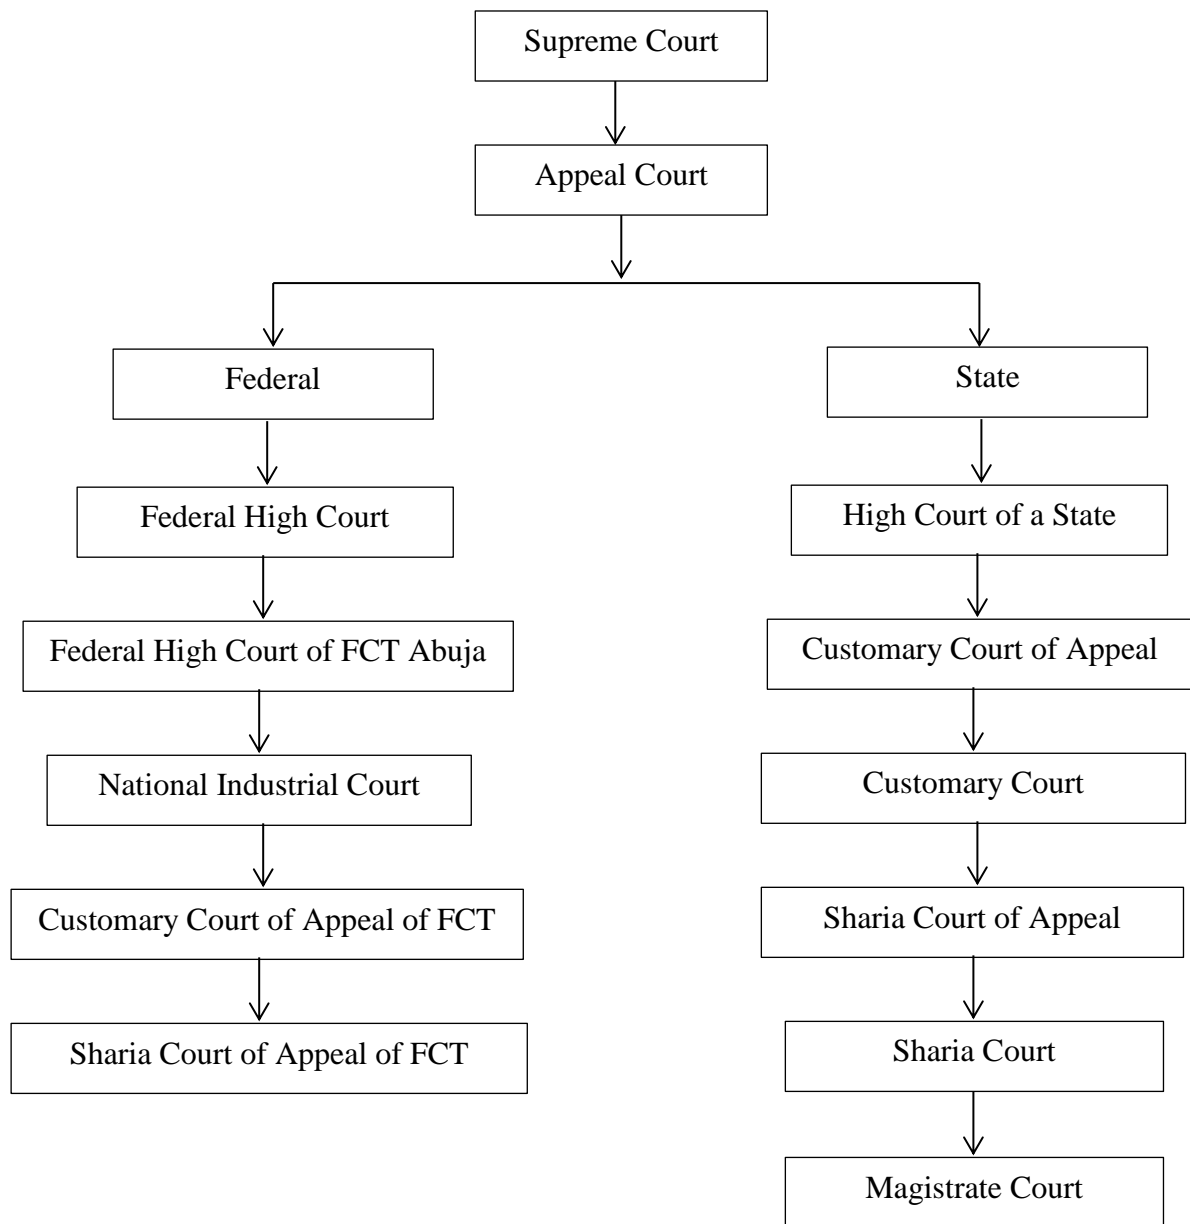 Supreme Court
Appeal Court
Federal
State
Federal High Court
High Court of a State
Federal High Court of FCT Abuja
Customary Court of Appeal
National Industrial Court
Customary Court
Customary Court of Appeal of FCT
Sharia Court of Appeal
Sharia Court of Appeal of FCT
Sharia Court
Magistrate Court